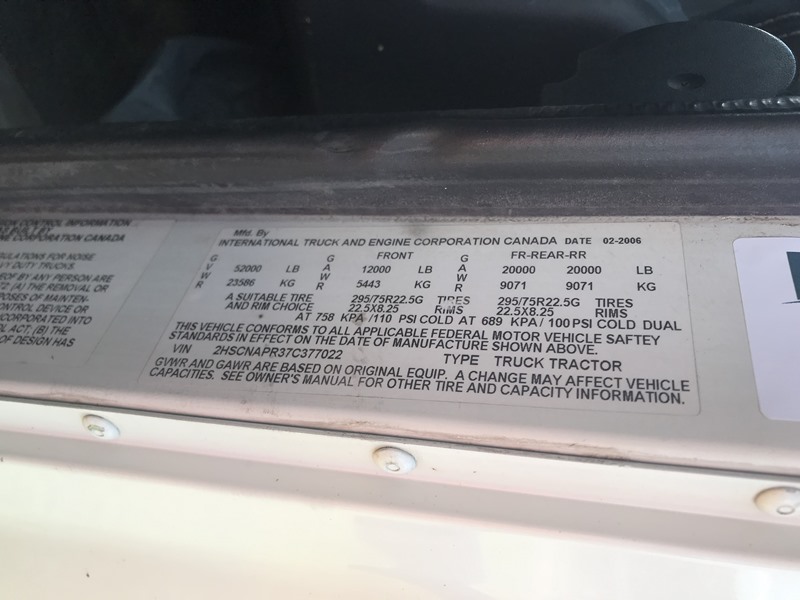 SION CONTROL INFORMATION
INE CORPORATION CANADA
ULATIONS FOR NOISE
VY DUTY TRUCKS.
EOF BY ANY PERSON ARE
(A) THE REMOVAL OR
POSES OF MAINTEN-
ONTROL DEVICE OR
NCORPORATED INTO
OL ACT; (B) THE
OF DESIGN HAS
Mfd. By
INTERNATIONAL TRUCK AND ENGINE CORPORATION CANADA DATE 02-2006
G G FRONT G FR-REAR-RR
V 52000 LB A 12000 LB A 20000 20000 LB
W W W
R 23586 KG R 5443 KG R 9071 9071 KG
A SUITABLE TIRE 295/75R22.5G TIRES 295/75R22.5G TIRES
AND RIM CHOICE 22.5X8.25 RIMS 22.5X8.25 RIMS
* AT 758 KPA/110 PSI COLD AT 689 KPA/100 PSI COLD DUAL
THIS VEHICLE CONFORMS TO ALL APPLICABLE FEDERAL MOTOR VEHICLE SAFTEY
STANDARDS IN EFFECT ON THE DATE OF MANUFACTURE SHOWN ABOVE.
VIN 2HSCNAPR37C377022 TYPE TRUCK TRACTOR
GVWR AND GAWR ARE BASED ON ORIGINAL EQUIP. A CHANGE MAY AFFECT VEHICLE
CAPACITIES. SEE OWNER'S MANUAL FOR OTHER TIRE AND CAPACITY INFORMATION.